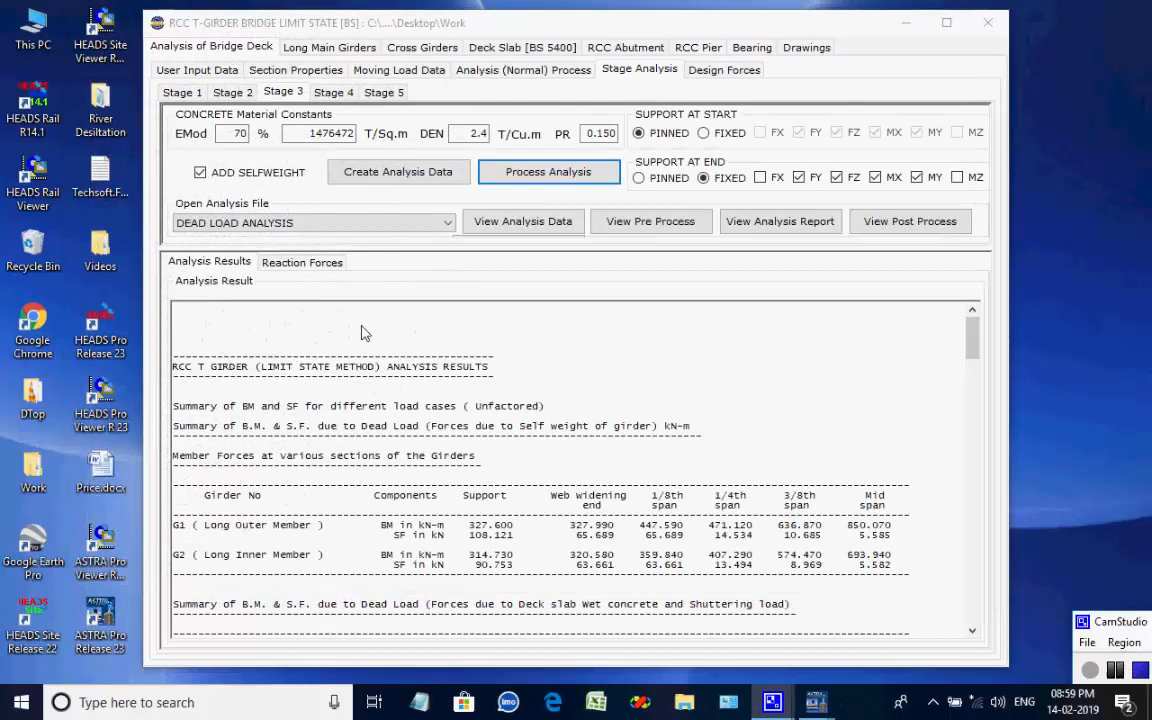 This PC
HEADS Site
Viewer R...
RCC T-GIRDER BRIDGE LIMIT STATE [BS] : C:\....\Desktop\Work
Analysis of Bridge Deck
Long Main Girders
Cross Girders
Deck Slab [BS 5400]
RCC Abutment
RCC Pier
Bearing
Drawings
User Input Data
Section Properties
Moving Load Data
Analysis (Normal) Process
Stage Analysis
Design Forces
Stage 1
Stage 2
Stage 3
Stage 4
Stage 5
CONCRETE Material Constants
EMod 70 % 1476472 T/Sq.m DEN 2.4 T/Cu.m PR 0.150
SUPPORT AT START
PINNED FIXED FX FY FZ MX MY MZ
ADD SELFWEIGHT
Create Analysis Data
Process Analysis
SUPPORT AT END
PINNED FIXED FX FY FZ MX MY MZ
Open Analysis File
DEAD LOAD ANALYSIS
View Analysis Data
View Pre Process
View Analysis Report
View Post Process
Analysis Results
Reaction Forces
Analysis Result
RCC T GIRDER (LIMIT STATE METHOD) ANALYSIS RESULTS
Summary of BM and SF for different load cases ( Unfactored)
Summary of B.M. & S.F. due to Dead Load (Forces due to Self weight of girder) kN-m
Member Forces at various sections of the Girders
Girder No Components Support Web widening 1/8th 1/4th 3/8th Mid
end span span span span
G1 ( Long Outer Member ) BM in kN-m 327.600 327.990 447.590 471.120 636.870 850.070
SF in kN 108.121 65.689 65.689 14.534 10.685 5.585
G2 ( Long Inner Member ) BM in kN-m 314.730 320.580 359.840 407.290 574.470 693.940
SF in kN 90.753 63.661 63.661 13.494 8.969 5.582
Summary of B.M. & S.F. due to Dead Load (Forces due to Deck slab Wet concrete and Shuttering load)
HEADS
14.1
HEADS Rail
R14.1
River
Desiltation
HEADS Rail
Viewer
Techsoft.F...
Recycle Bin
Videos
Google
Chrome
HEADS Pro
Release 23
DTop
HEADS Pro
Viewer R 23
Work
Price.docx
Google Earth
Pro
ASTRA Pro
Viewer R...
HEADS
Site
HEADS Site
Release 22
ASTRA
ASTRA Pro
Release 23
CamStudio
File Region
Type here to search
imo
ENG
08:59 PM
14-02-2019
2